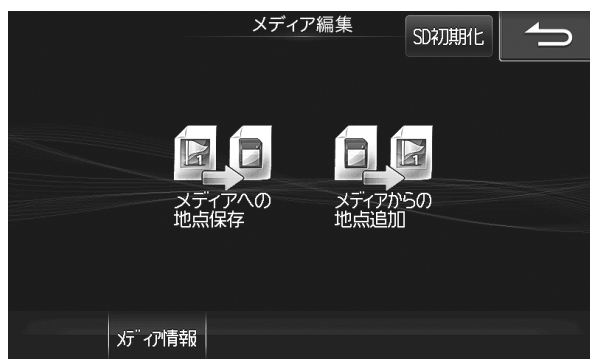 メディア編集
SD初期化
メディアへの
地点保存
メディアからの
地点追加
メディア情報